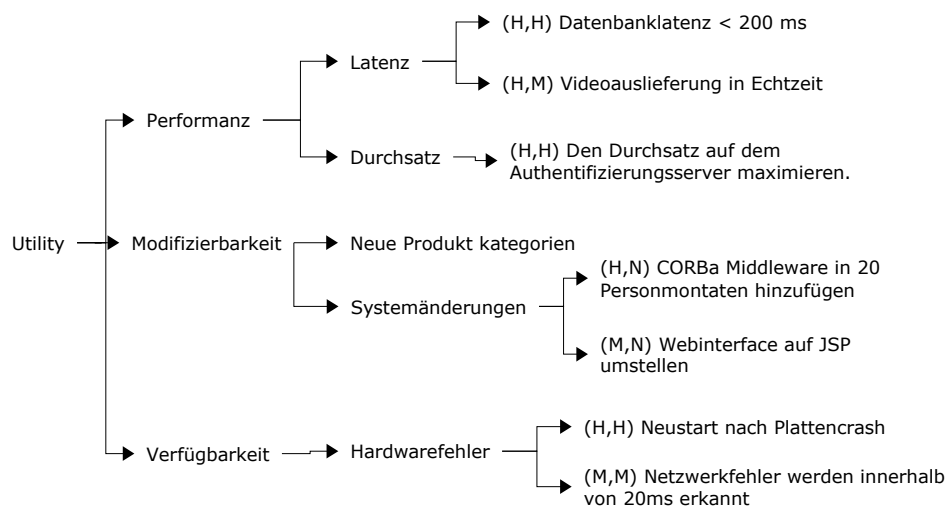 (H,H) Datenbanklatenz < 200 ms
Latenz
(H,M) Videoauslieferung in Echtzeit
Performanz
Durchsatz
(H,H) Den Durchsatz auf dem
Authentifizierungsserver maximieren.
Utility
Modifizierbarkeit
Neue Produkt kategorien
(H,N) CORBa Middleware in 20
Personmontaten hinzufügen
Systemänderungen
(M,N) Webinterface auf JSP
umstellen
(H,H) Neustart nach Plattencrash
Verfügbarkeit
Hardwarefehler
(M,M) Netzwerkfehler werden innerhalb
von 20ms erkannt